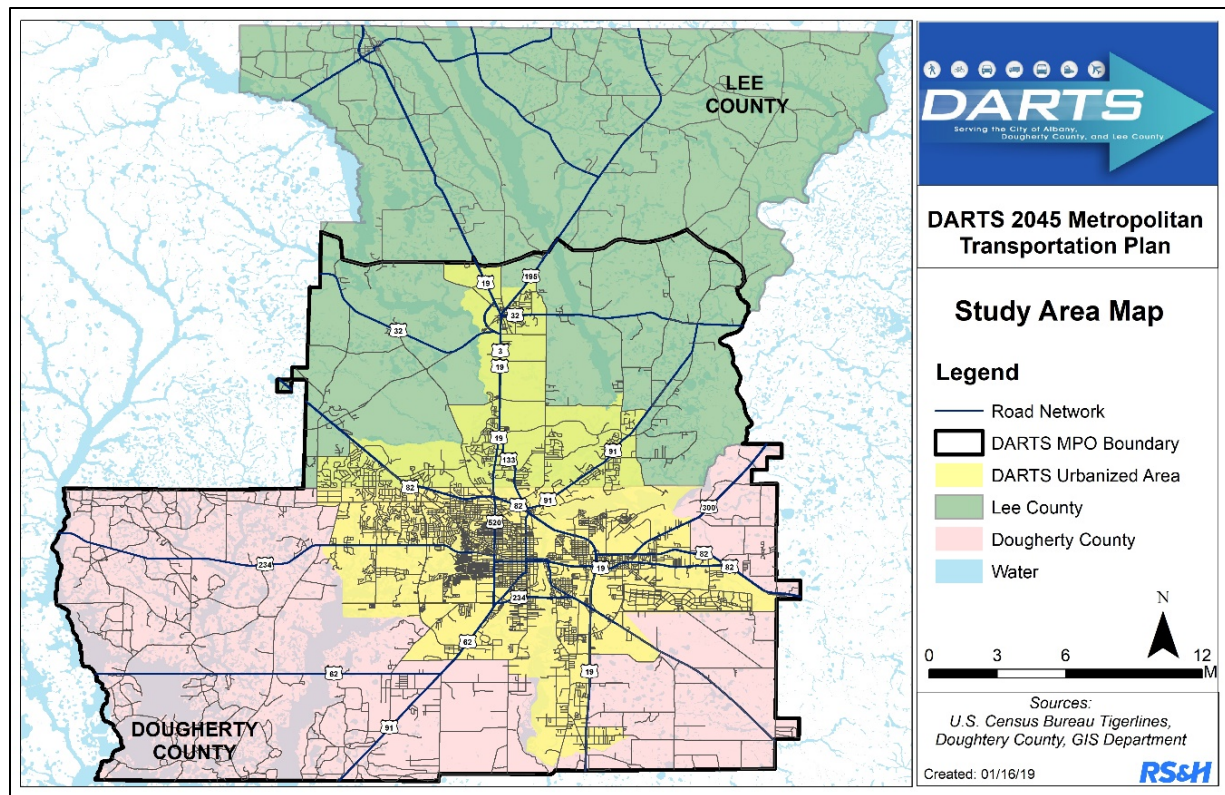 LEE
COUNTY
19
195
32
32
3
19
19
133
91
82
91
82
520
300
234
19
82
82
234
62
62
19
91
DOUGHERTY
COUNTY
DARTS
Serving the City of Albany,
Dougherty County, and Lee County
DARTS 2045 Metropolitan
Transportation Plan
Study Area Map
Legend
Road Network
DARTS MPO Boundary
DARTS Urbanized Area
Lee County
Dougherty County
Water
N
0 3 6 12
M
Sources:
U.S. Census Bureau Tigerlines,
Doughtery County, GIS Department
Created: 01/16/19
RS&H